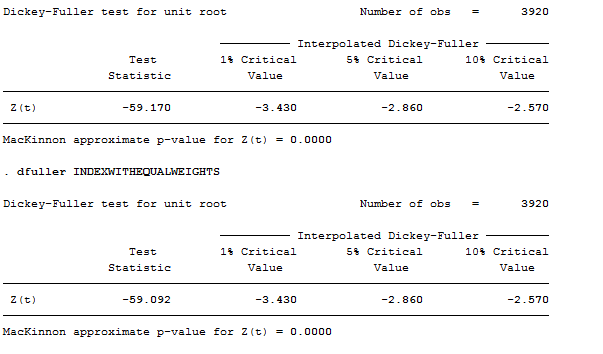 Dickey-Fuller test for unit root Number of obs = 3920
Interpolated Dickey-Fuller
Test 1% Critical 5% Critical 10% Critical
Statistic Value Value Value
Z(t) -59.170 -3.430 -2.860 -2.570
MacKinnon approximate p-value for Z(t) = 0.0000
. dfuller INDEXWITHEQUALWEIGHTS
Dickey-Fuller test for unit root Number of obs = 3920
Interpolated Dickey-Fuller
Test 1% Critical 5% Critical 10% Critical
Statistic Value Value Value
Z(t) -59.092 -3.430 -2.860 -2.570
MacKinnon approximate p-value for Z(t) = 0.0000